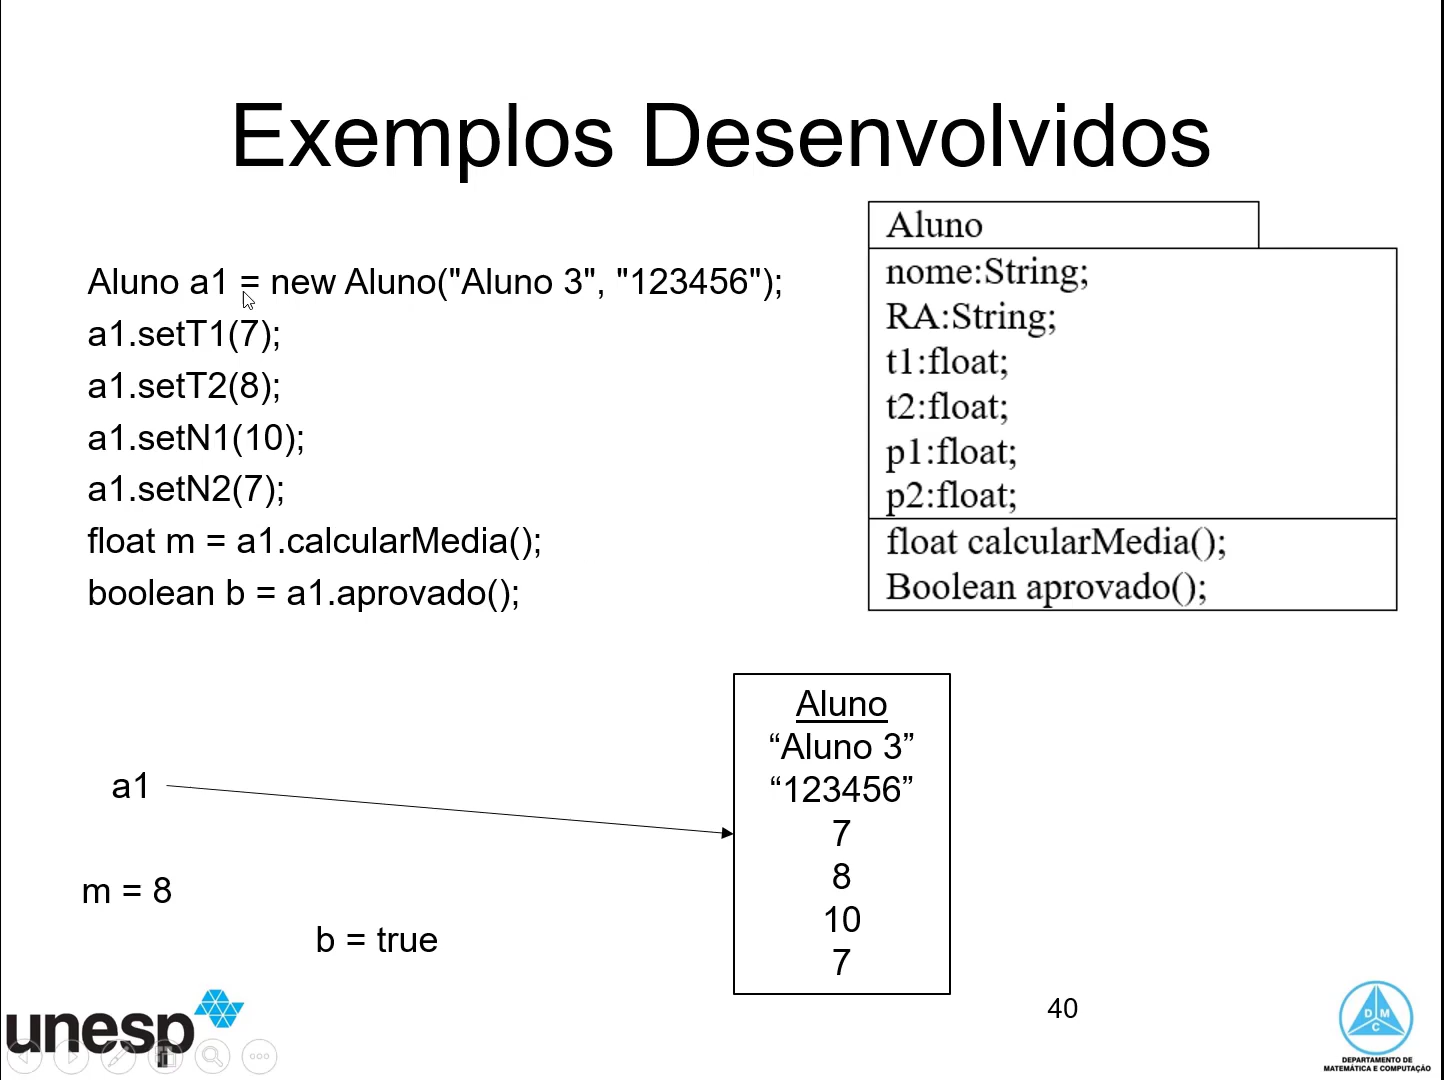 Exemplos Desenvolvidos
Aluno a1 = new Aluno("Aluno 3", "123456");
a1.setT1(7);
a1.setT2(8);
a1.setN1(10);
a1.setN2(7);
float m = a1.calcularMedia();
boolean b = a1.aprovado();
Aluno
nome:String;
RA:String;
t1:float;
t2:float;
p1:float;
p2:float;
float calcularMedia();
Boolean aprovado();
a1
m = 8
b = true
Aluno
“Aluno 3”
“123456”
7
8
10
7
unesp
40
D M
C
DEPARTAMENTO DE
MATEMÁTICA E COMPUTAÇÃO